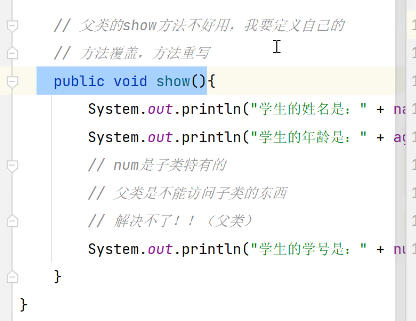 // 父类的show方法不好用，我要定义自己的
// 方法覆盖，方法重写
public void show(){
System.out.println("学生的姓名是：" + na
System.out.println("学生的年龄是：" + ag
// num是子类特有的
// 父类是不能访问子类的东西
// 解决不了！！（父类）
System.out.println("学生的学号是：" + nu
}
}